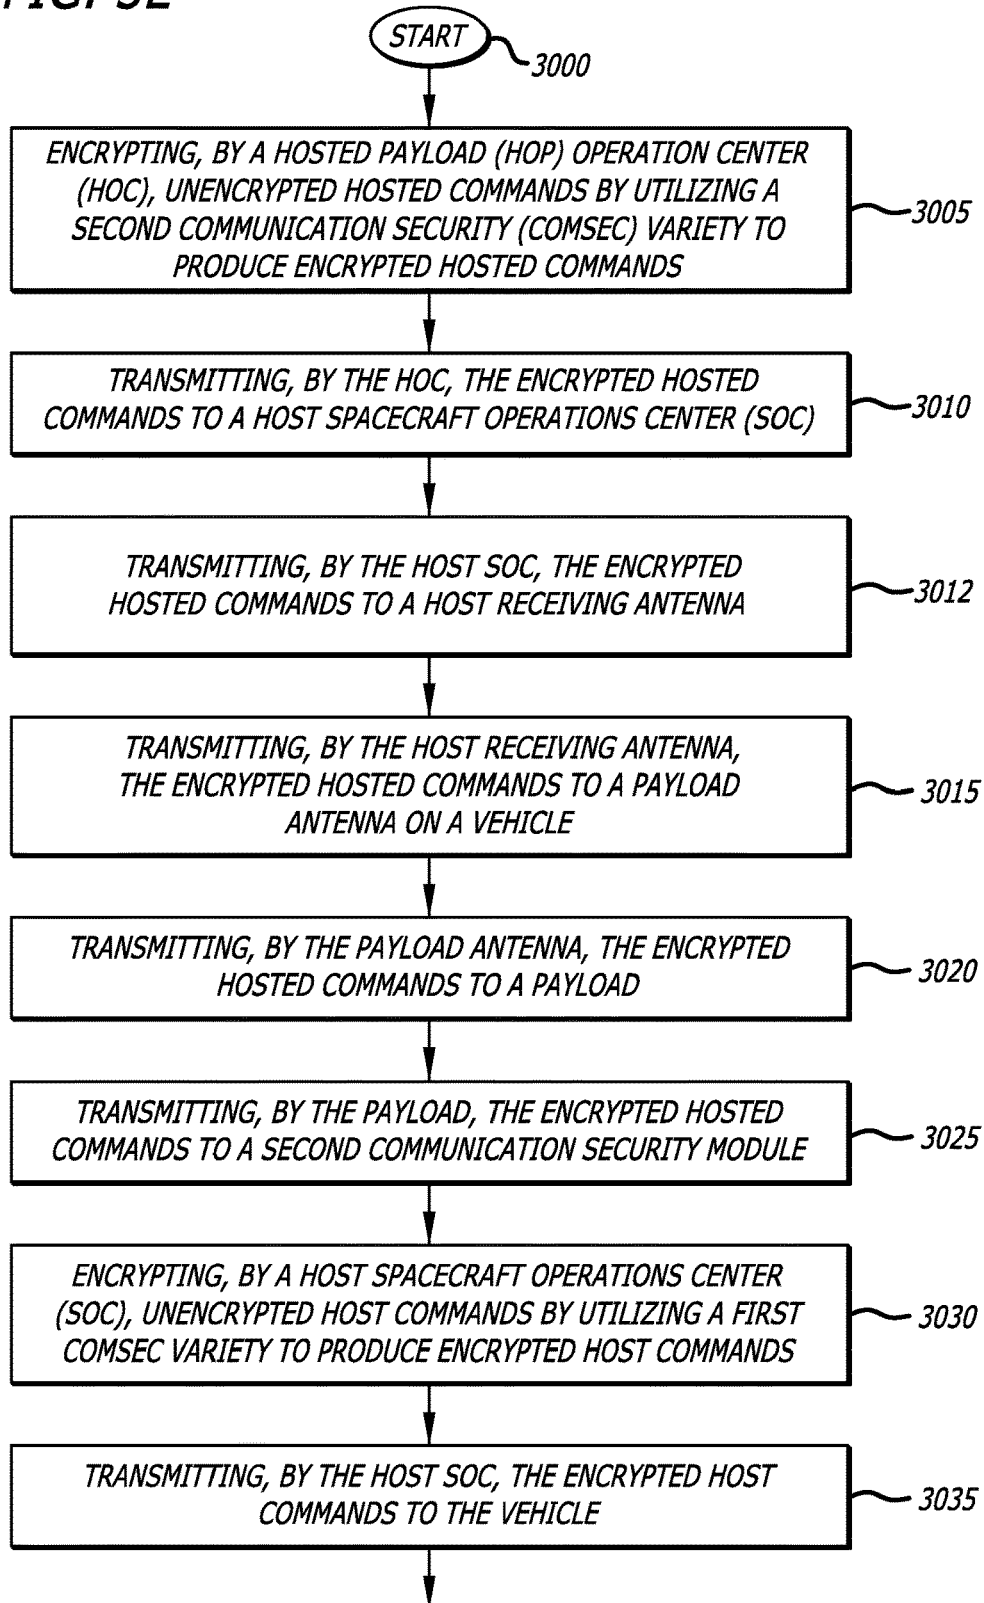 START
3000
ENCRYPTING, BY A HOSTED PAYLOAD (HOP) OPERATION CENTER
(HOC), UNENCRYPTED HOSTED COMMANDS BY UTILIZING A
SECOND COMMUNICATION SECURITY (COMSEC) VARIETY TO
PRODUCE ENCRYPTED HOSTED COMMANDS
3005
TRANSMITTING, BY THE HOC, THE ENCRYPTED HOSTED
COMMANDS TO A HOST SPACECRAFT OPERATIONS CENTER (SOC)
3010
TRANSMITTING, BY THE HOST SOC, THE ENCRYPTED
HOSTED COMMANDS TO A HOST RECEIVING ANTENNA
3012
TRANSMITTING, BY THE HOST RECEIVING ANTENNA,
THE ENCRYPTED HOSTED COMMANDS TO A PAYLOAD
ANTENNA ON A VEHICLE
3015
TRANSMITTING, BY THE PAYLOAD ANTENNA, THE ENCRYPTED
HOSTED COMMANDS TO A PAYLOAD
3020
TRANSMITTING, BY THE PAYLOAD, THE ENCRYPTED HOSTED
COMMANDS TO A SECOND COMMUNICATION SECURITY MODULE
3025
ENCRYPTING, BY A HOST SPACECRAFT OPERATIONS CENTER
(SOC), UNENCRYPTED HOST COMMANDS BY UTILIZING A FIRST
COMSEC VARIETY TO PRODUCE ENCRYPTED HOST COMMANDS
3030
TRANSMITTING, BY THE HOST SOC, THE ENCRYPTED HOST
COMMANDS TO THE VEHICLE
3035